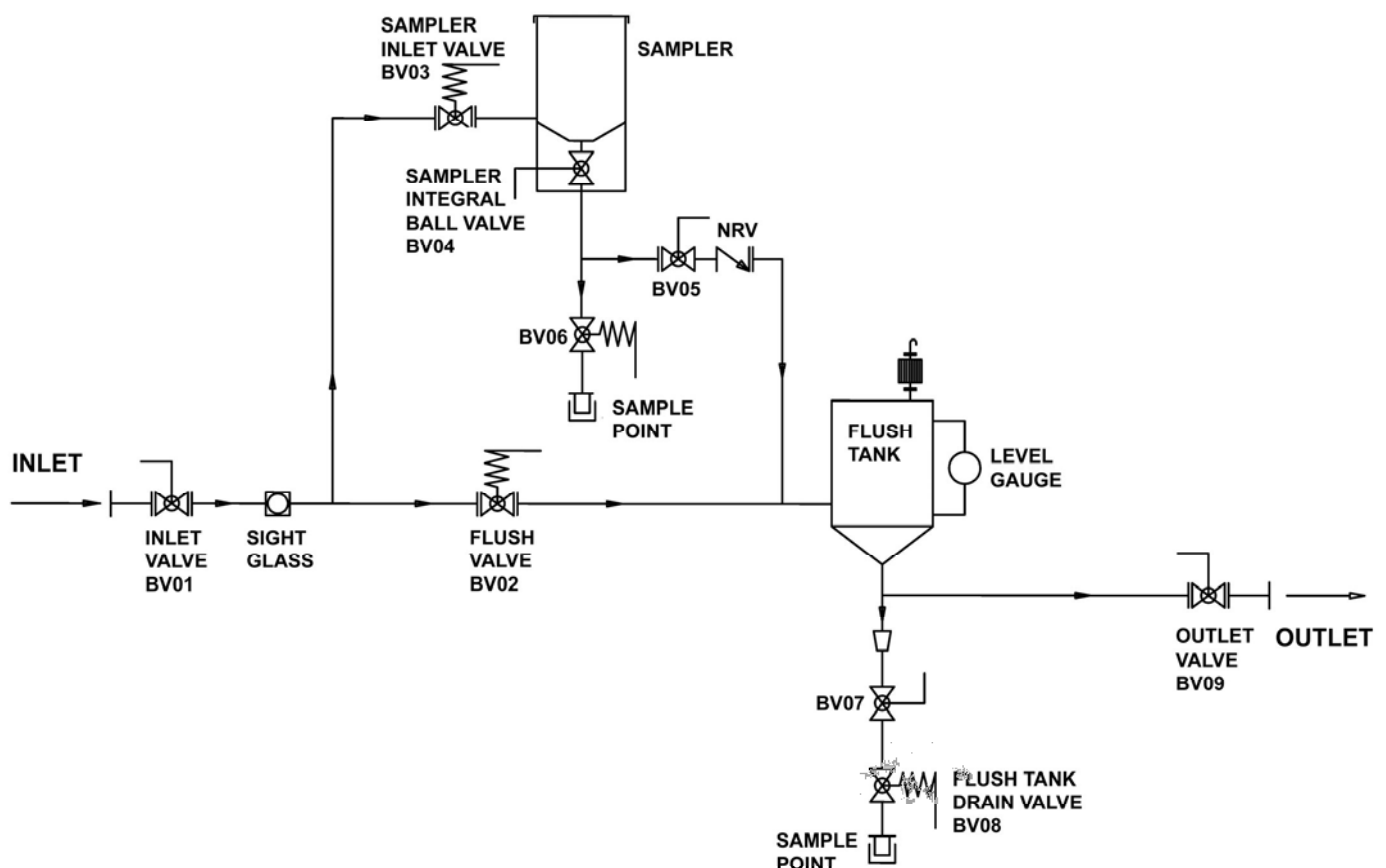 SAMPLER
INLET VALVE
BV03
SAMPLER
SAMPLER
INTEGRAL
BALL VALVE
BV04
NRV
BV05
BV06
SAMPLE
POINT
FLUSH
TANK
LEVEL
GAUGE
INLET
INLET
VALVE
BV01
SIGHT
GLASS
FLUSH
VALVE
BV02
OUTLET
VALVE
BV09
OUTLET
BV07
FLUSH TANK
DRAIN VALVE
BV08
SAMPLE
POINT